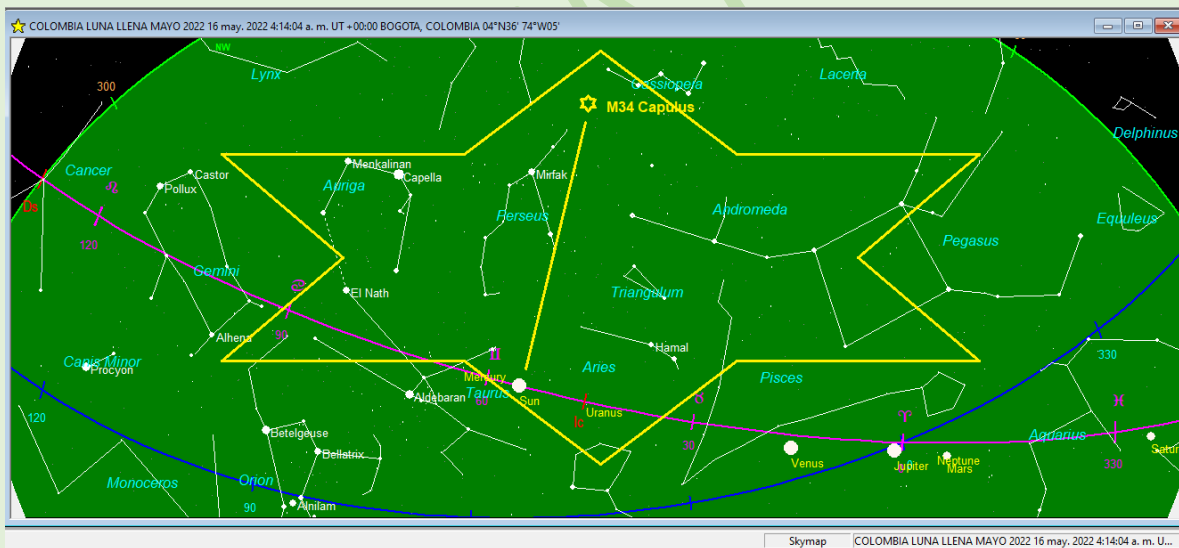 COLOMBIA LUNA LLENA MAYO 2022 16 may. 2022 4:14:04 a. m. UT +00:00 BOGOTA, COLOMBIA 04°N36' 74°W05'
NW
Lynx
Lacerta
300
Cassiopera
M34 Capulus
Delphinus
Cancer
Menkalinan
Castor
Capella
Mirfak
Pollux
Auriga
Ds
Perseus
Andromeda
Equuleus
120
Pegasus
Gemini
El Nath
Triangulum
90
Alhena
Hamal
330
Canis Minor
Procyon
Aries
Mercury
Pisces
Taurus
60
Sun
Aldebaran
Uranus
120
Ic
Betelgeuse
30
Aquarius
Bellatrix
Venus
Jupiter
Neptune
Mars
330
Satur
Monoceros
Orion
90
Alnilam
Skymap
COLOMBIA LUNA LLENA MAYO 2022 16 may. 2022 4:14:04 a. m. U...